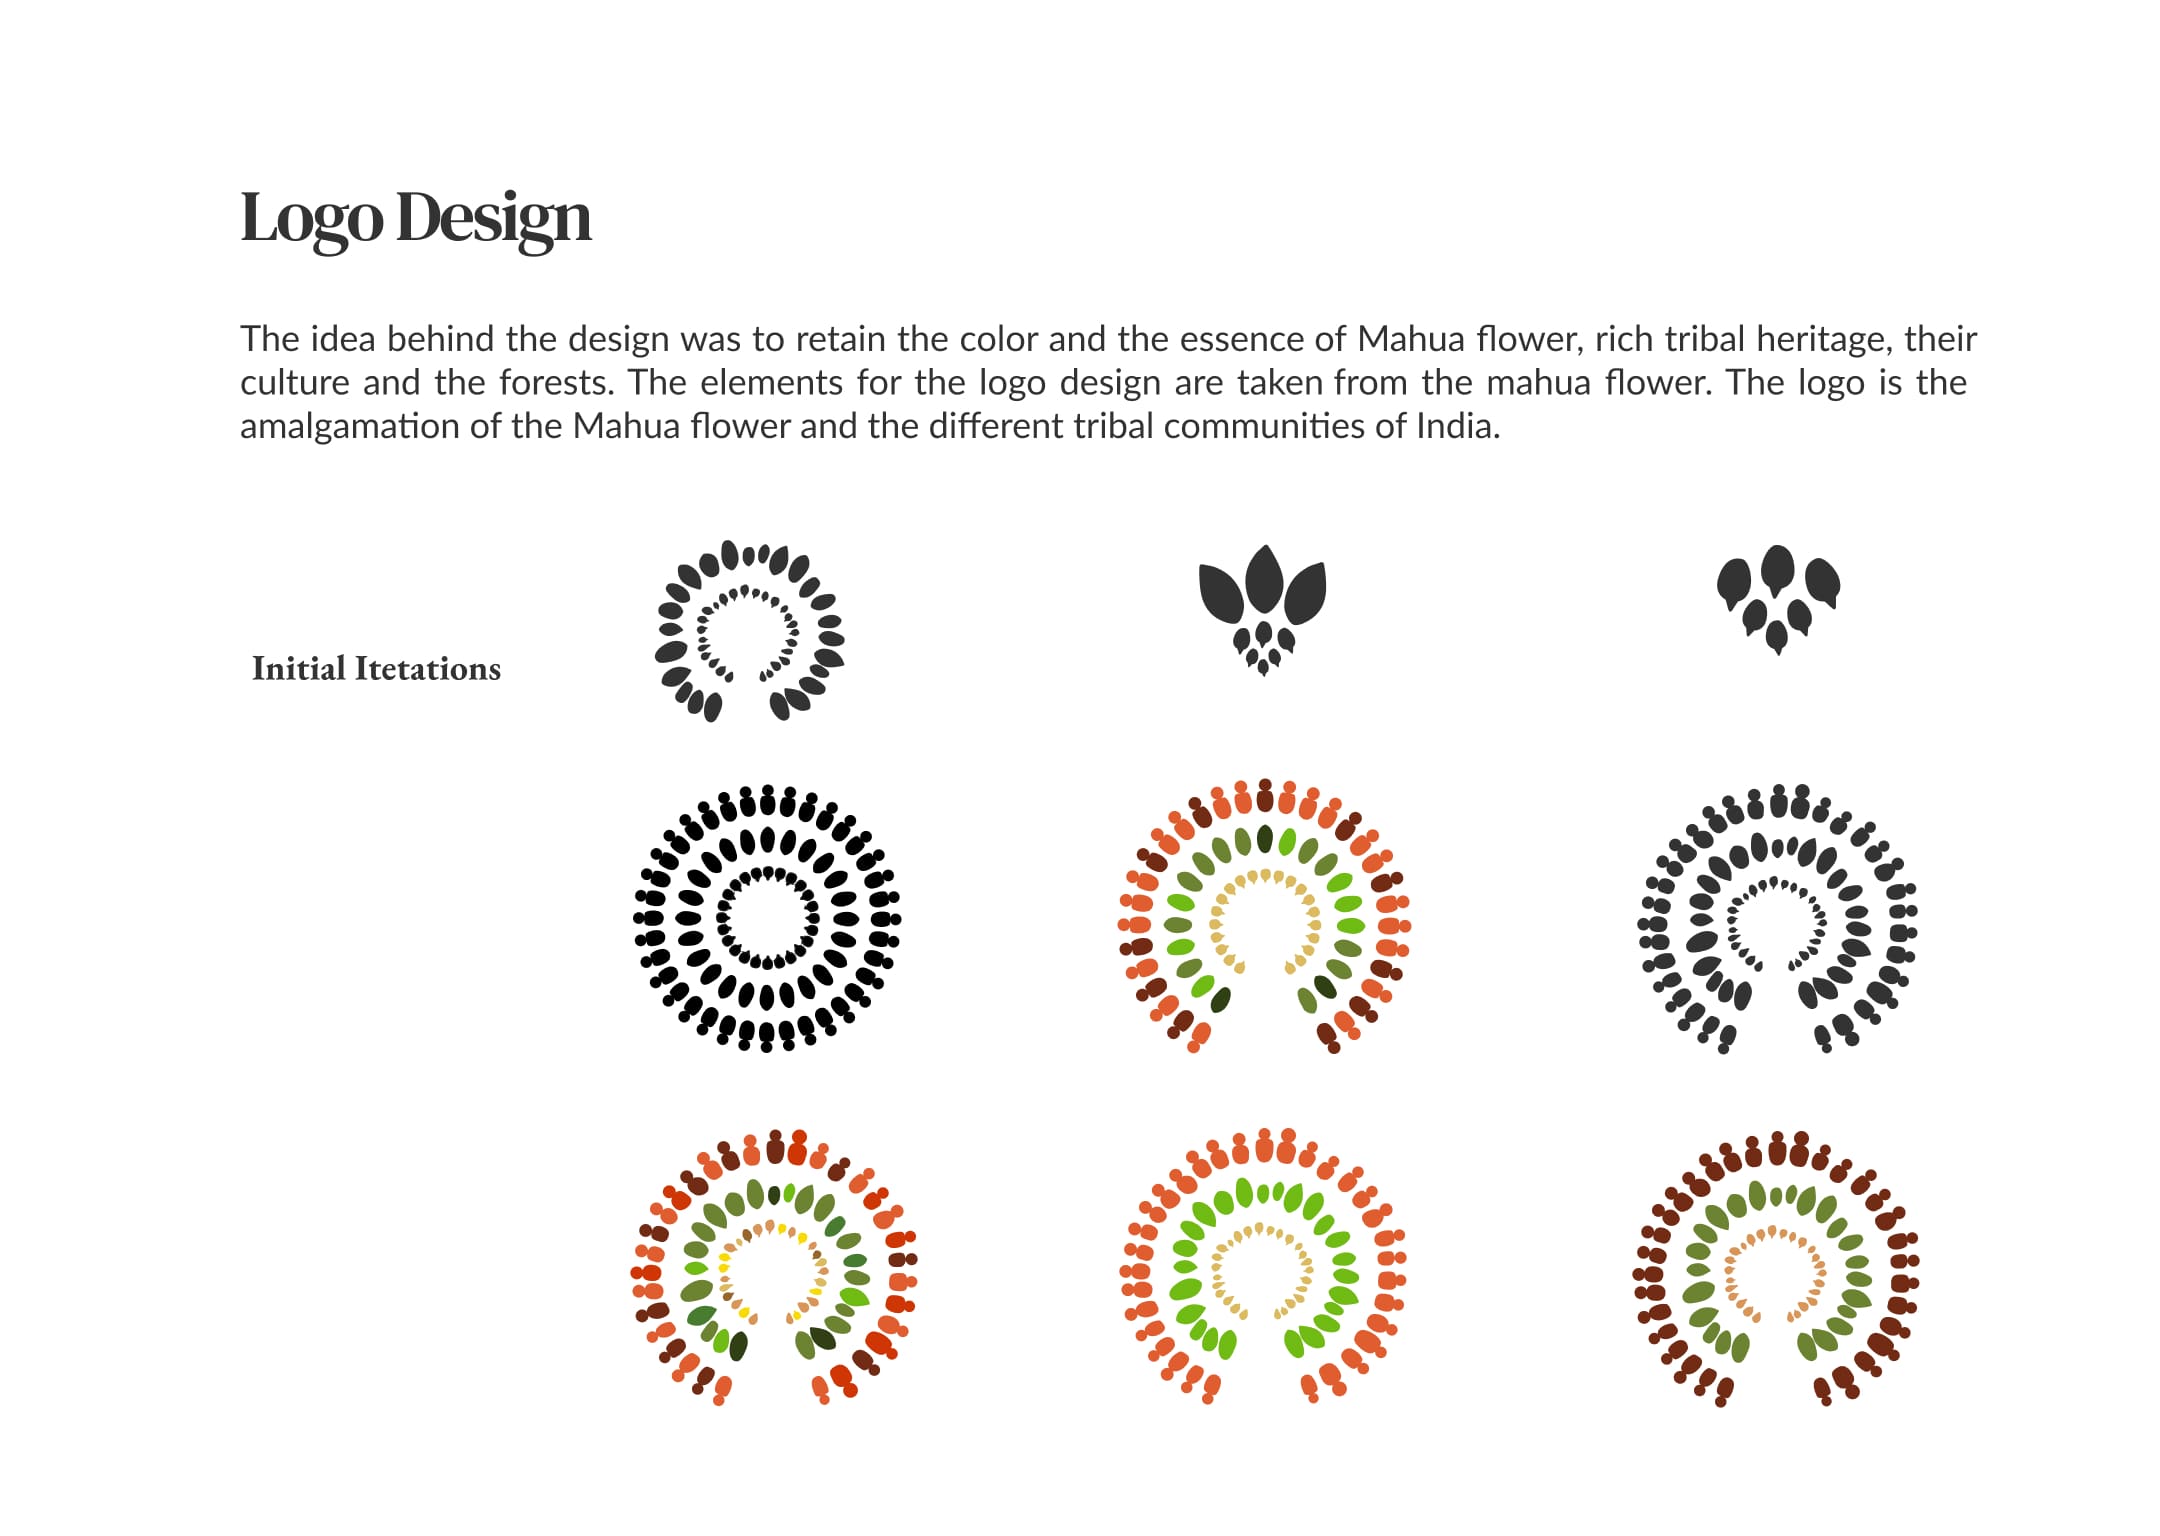 Logo Design
The idea behind the design was to retain the color and the essence of Mahua flower, rich tribal heritage, their
culture and the forests. The elements for the logo design are taken from the mahua flower. The logo is the
amalgamation of the Mahua flower and the different tribal communities of India.
Initial Itetations